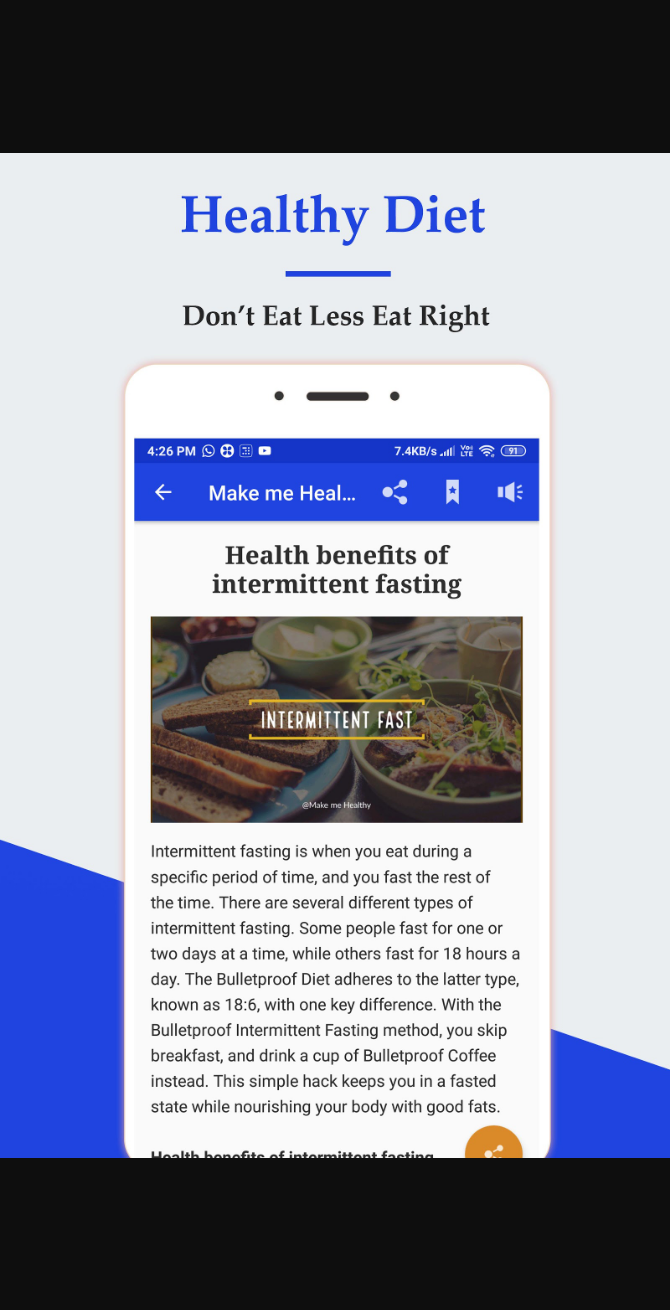 Healthy Diet
Don't Eat Less Eat Right
4:26 PM 7.4KB/s Vo) LTE 91
Make me Heal...
Health benefits of
intermittent fasting
INTERMITTENT FAST
@Make me Healthy
Intermittent fasting is when you eat during a
specific period of time, and you fast the rest of
the time. There are several different types of
intermittent fasting. Some people fast for one or
two days at a time, while others fast for 18 hours a
day. The Bulletproof Diet adheres to the latter type,
known as 18:6, with one key difference. With the
Bulletproof Intermittent Fasting method, you skip
breakfast, and drink a cup of Bulletproof Coffee
instead. This simple hack keeps you in a fasted
state while nourishing your body with good fats.
Health benefits of intermittent fasting